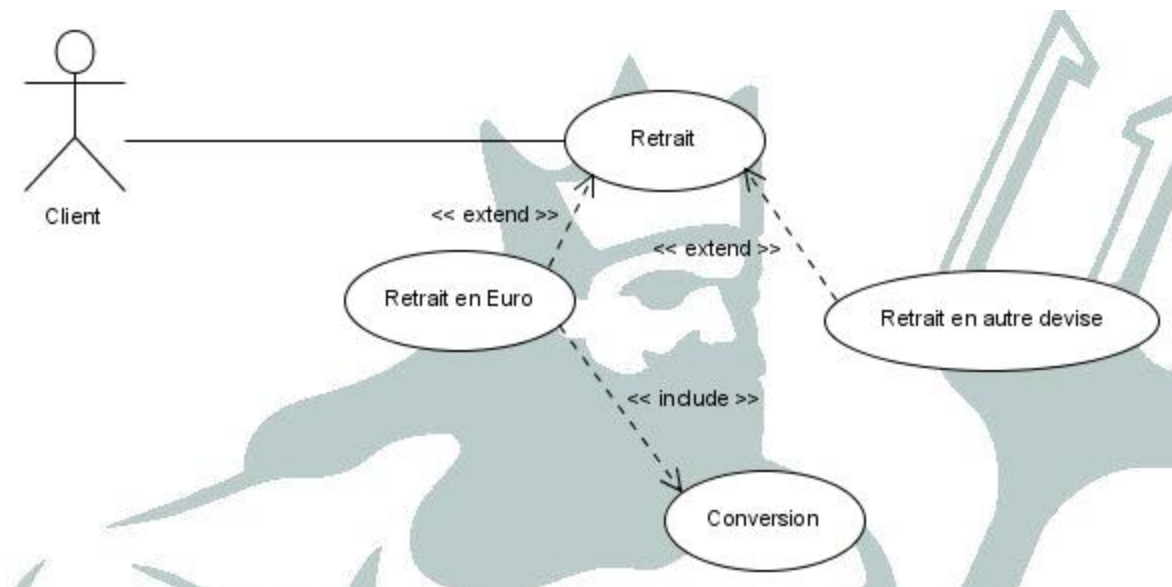 Retrait
Client
<< extend >>
<< extend >>
Retrait en Euro
Retrait en autre devise
<< include >>
Conversion